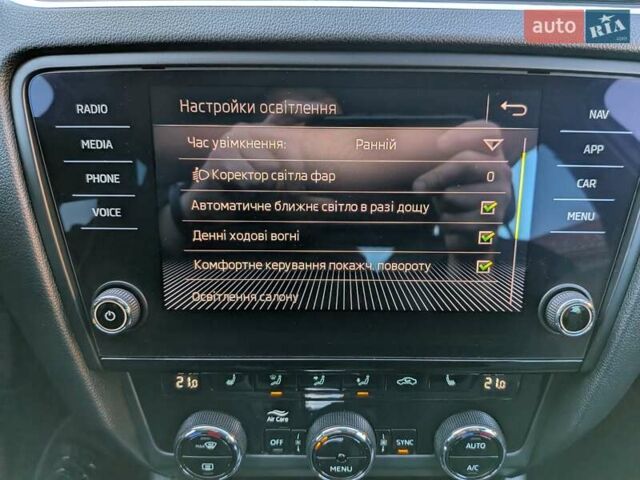 auto RIA.com
RADIO
MEDIA
PHONE
VOICE
Настройки освітлення
Час увімкнення: Ранній
Коректор світла фар 0
Автоматичне ближнє світло в разі дощу
Денні ходові вогні
Комфортне керування покажч. повороту
Освітлення салону
NAV
APP
CAR
MENU
21.0
21.0
Air Care
MAX
OFF
MENU
SYNC
AUTO
A/C